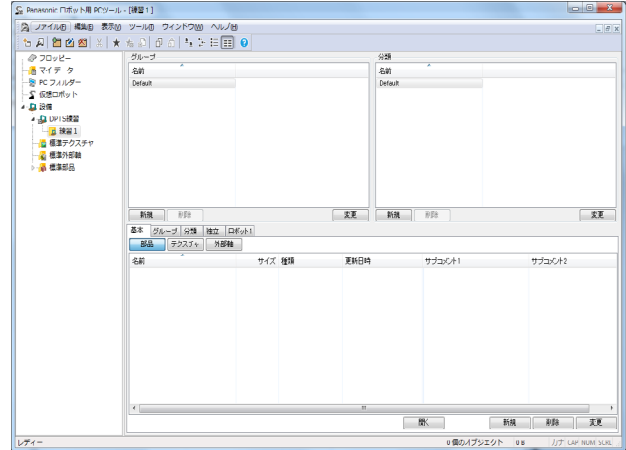 Panasonic ロボット用 PCツール - [練習1]
ファイル(F) 編集(E) 表示(V) ツール(T) ウィンドウ(W) ヘルプ(H)
フロッピー
マイデータ
PC フォルダー
仮想ロボット
設備
DPTS練習
練習1
標準テクスチャ
標準外部軸
標準部品
グループ
名前
Default
新規 削除 変更
分類
名前
Default
新規 削除 変更
基本 グループ 分類 独立 ロボット1
部品 テクスチャ 外部軸
名前 サイズ 種類 更新日時 サブコメント1 サブコメント2
開く 新規 削除 変更
レディー 0 個のオブジェクト 0 B カナ CAP NUM SCRL